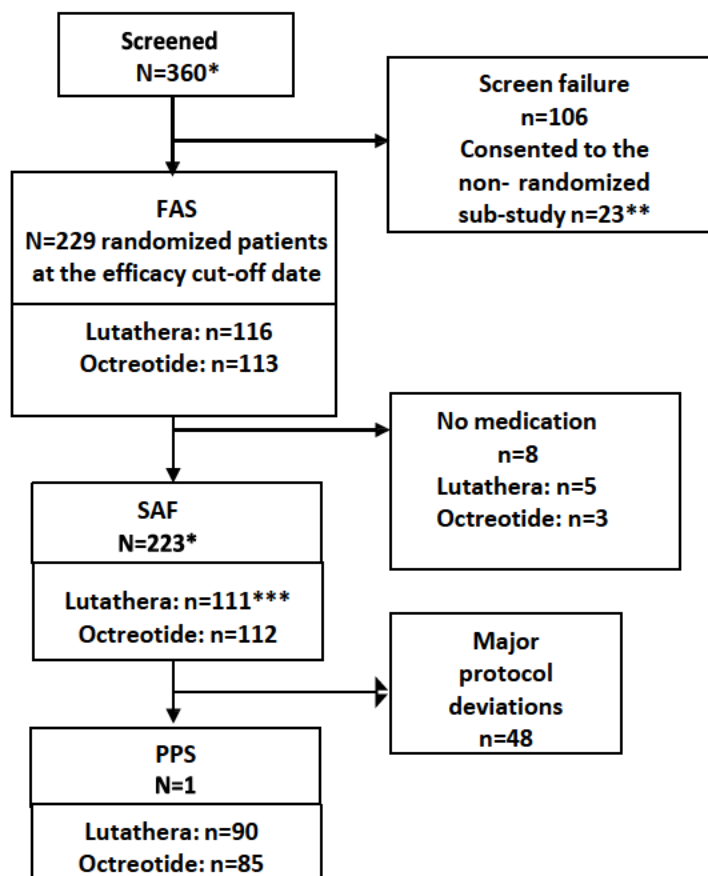 Screened
N=360*
Screen failure
n=106
Consented to the
non- randomized
sub-study n=23**
FAS
N=229 randomized patients
at the efficacy cut-off date
Lutathera: n=116
Octreotide: n=113
No medication
n=8
Lutathera: n=5
Octreotide: n=3
SAF
N=223*
Lutathera: n=111***
Octreotide: n=112
Major
protocol
deviations
n=48
PPS
N=1
Lutathera: n=90
Octreotide: n=85